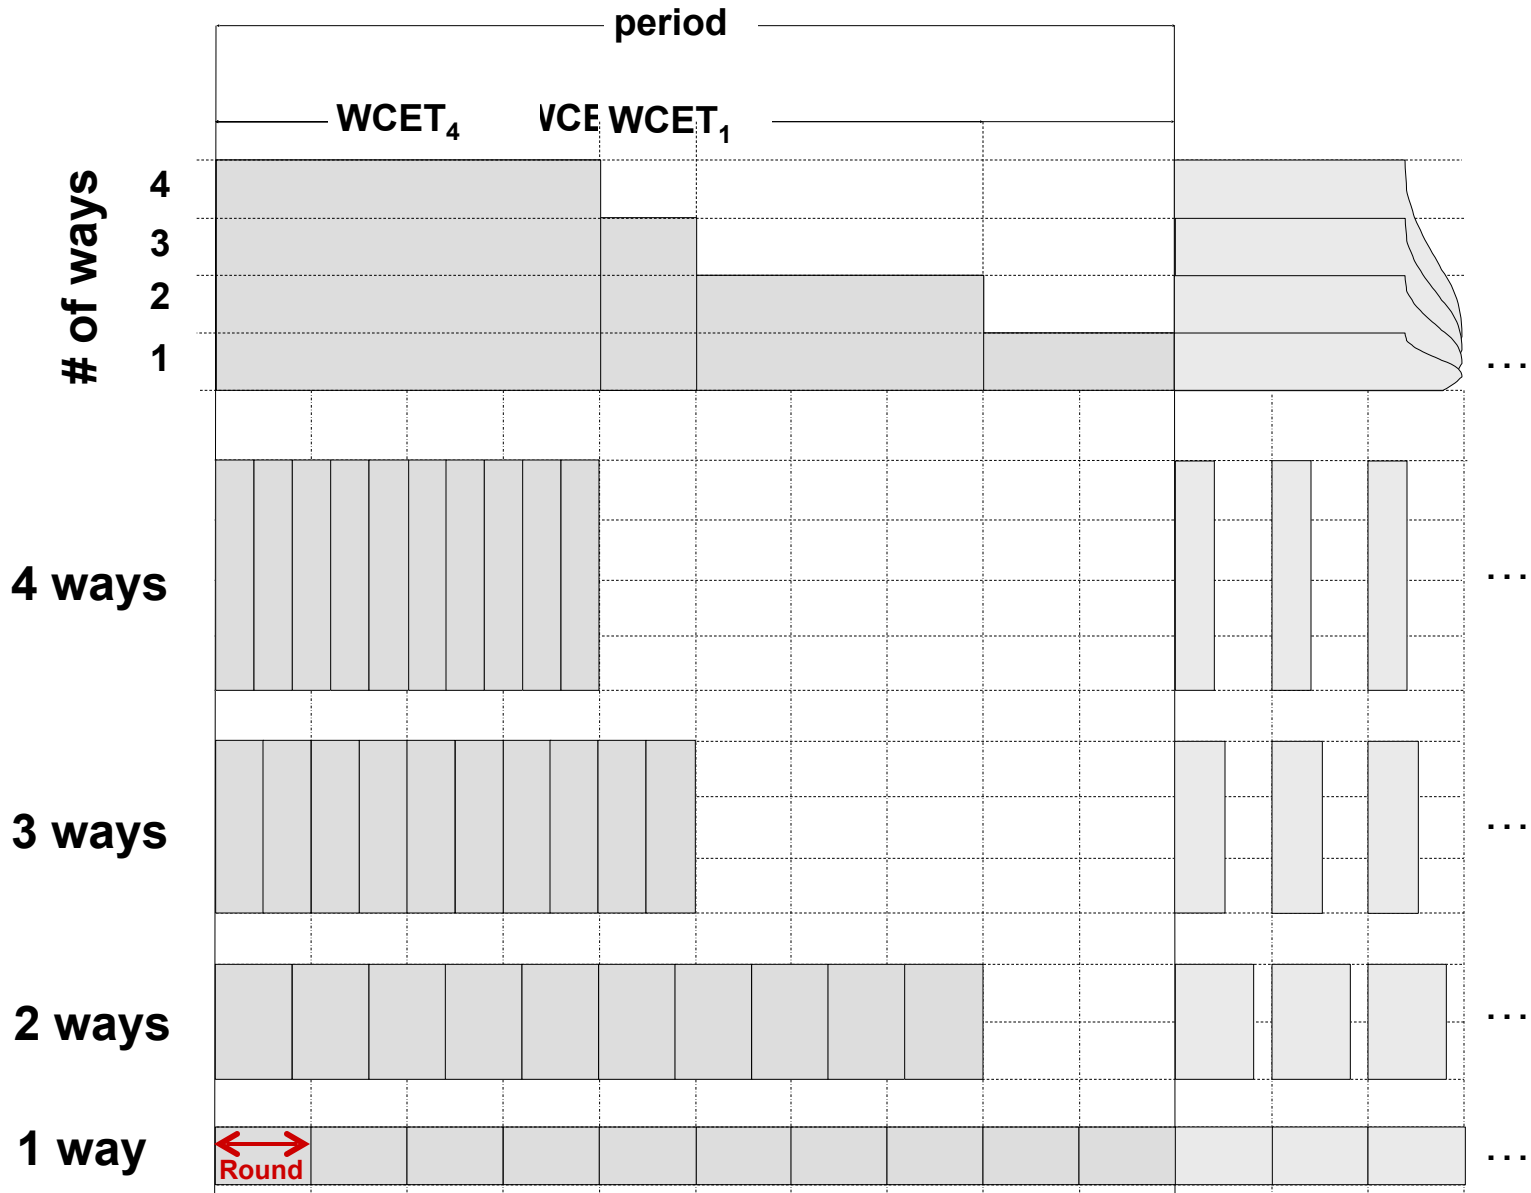 period
WCET4
WCET1
# of ways
4
3
2
1
...
4 ways
...
3 ways
...
2 ways
...
1 way
Round
...